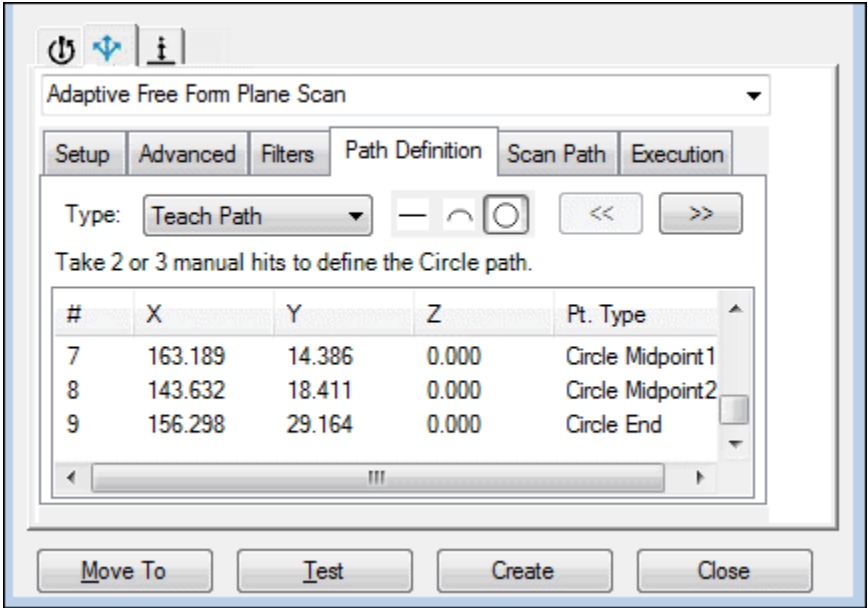 Adaptive Free Form Plane Scan
Setup Advanced Filters Path Definition Scan Path Execution
Type: Teach Path << >>
Take 2 or 3 manual hits to define the Circle path.
# X Y Z Pt. Type
7 163.189 14.386 0.000 Circle Midpoint1
8 143.632 18.411 0.000 Circle Midpoint2
9 156.298 29.164 0.000 Circle End
Move To Test Create Close